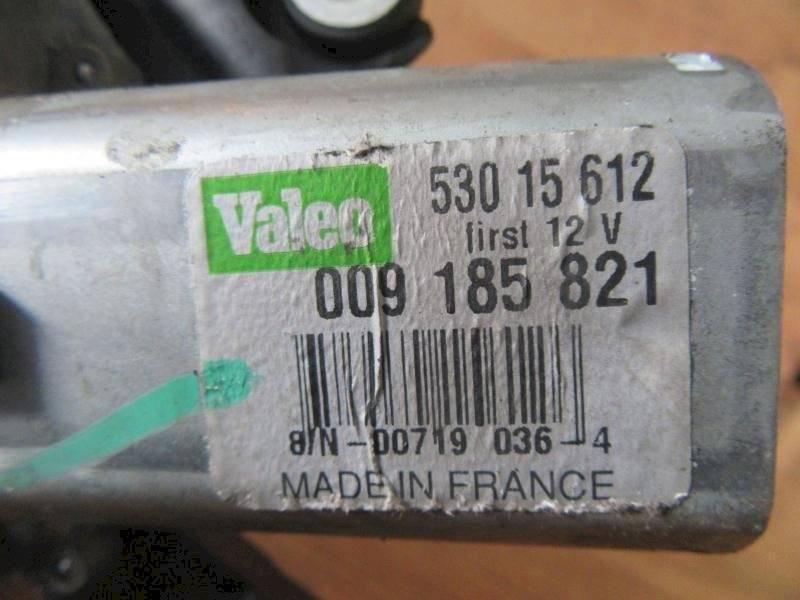 Valeo
530 15 612
first 12 V
009 185 821
S/N-00719 036-4
MADE IN FRANCE